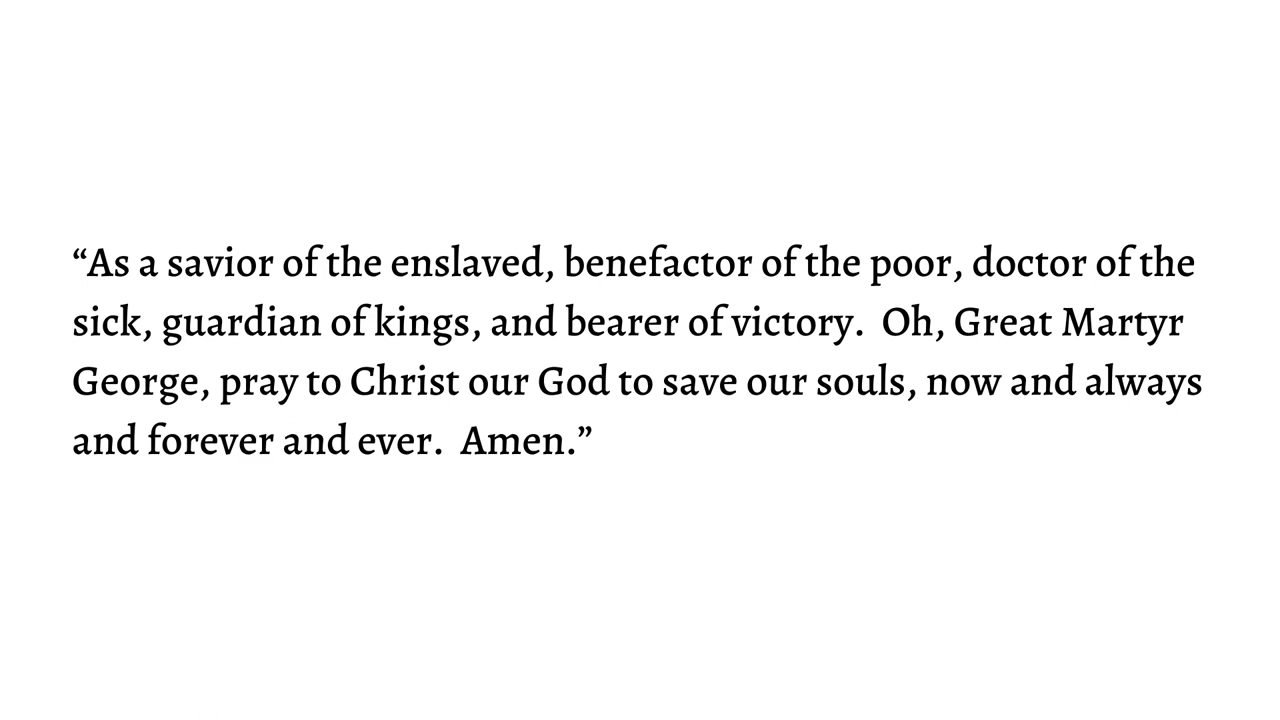 “As a savior of the enslaved, benefactor of the poor, doctor of the
sick, guardian of kings, and bearer of victory.  Oh, Great Martyr
George, pray to Christ our God to save our souls, now and always
and forever and ever.  Amen.”